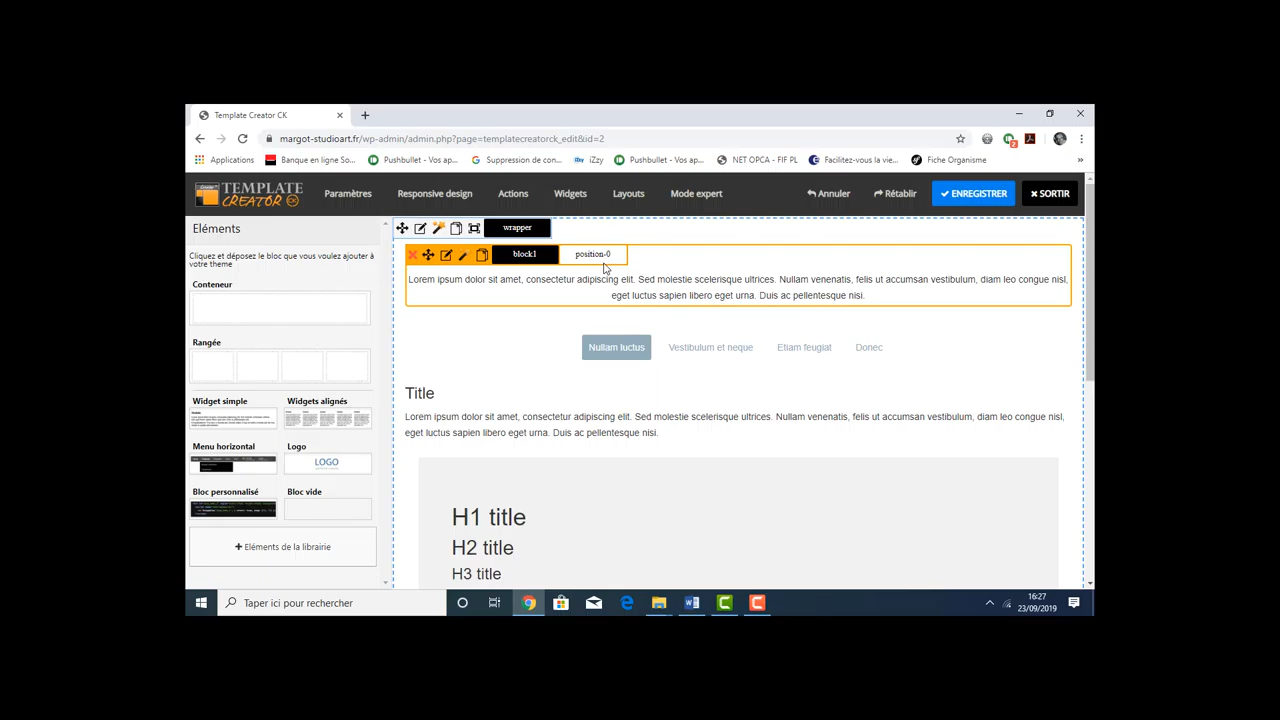 Template Creator CK
margot-studioart.fr/wp-admin/admin.php?page=templatecreatorck_edit&id=2
Applications
Banque en ligne So...
Pushbullet - Vos ap...
Suppression de con...
iZzy
Pushbullet - Vos ap...
NET OPCA - FIF PL
Facilitez-vous la vie...
Fiche Organisme
»
TEMPLATE
CREATOR CK
Paramètres
Responsive design
Actions
Widgets
Layouts
Mode expert
Annuler
Rétablir
ENREGISTRER
SORTIR
Eléments
Cliquez et déposez le bloc que vous voulez ajouter à
votre theme
Conteneur
Rangée
Widget simple
Widgets alignés
Menu horizontal
Logo
LOGO
Bloc personnalisé
Bloc vide
+ Eléments de la librairie
wrapper
block1
position-0
Lorem ipsum dolor sit amet, consectetur adipiscing elit. Sed molestie scelerisque ultrices. Nullam venenatis, felis ut accumsan vestibulum, diam leo congue nisl,
eget luctus sapien libero eget urna. Duis ac pellentesque nisi.
Nullam luctus
Vestibulum et neque
Etiam feugiat
Donec
Title
Lorem ipsum dolor sit amet, consectetur adipiscing elit. Sed molestie scelerisque ultrices. Nullam venenatis, felis ut accumsan vestibulum, diam leo congue nisl,
eget luctus sapien libero eget urna. Duis ac pellentesque nisi.
H1 title
H2 title
H3 title
Taper ici pour rechercher
16:27
23/09/2019